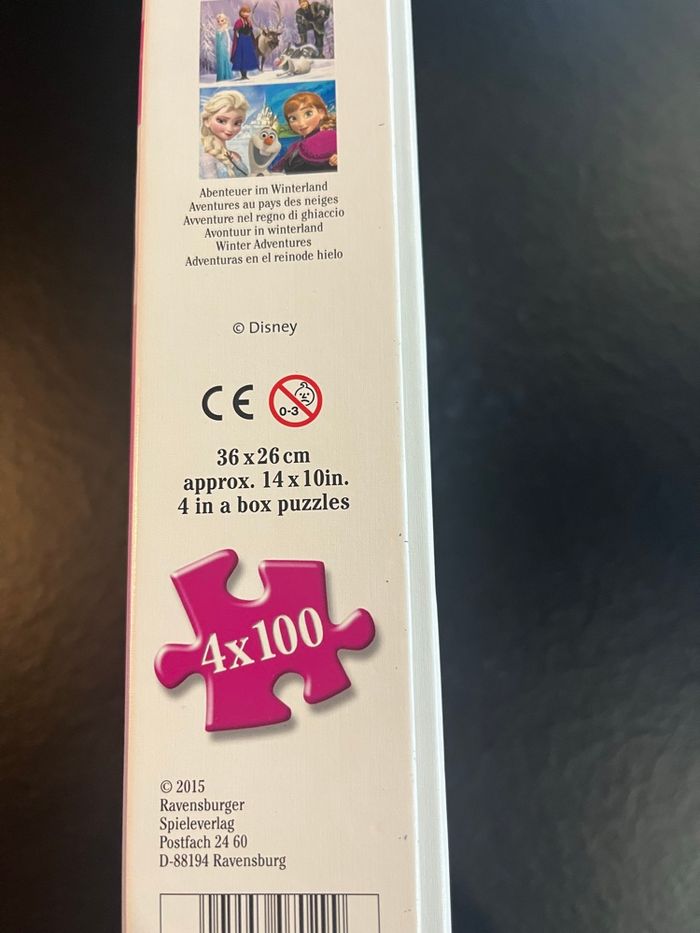 Abenteuer im Winterland
Aventures au pays des neiges
Avventure nel regno di ghiaccio
Avontuur in winterland
Winter Adventures
Adventuras en el reinode hielo
© Disney
CE 0-3
36 x 26 cm
approx. 14 x 10in.
4 in a box puzzles
4x100
© 2015
Ravensburger
Spieleverlag
Postfach 24 60
D-88194 Ravensburg